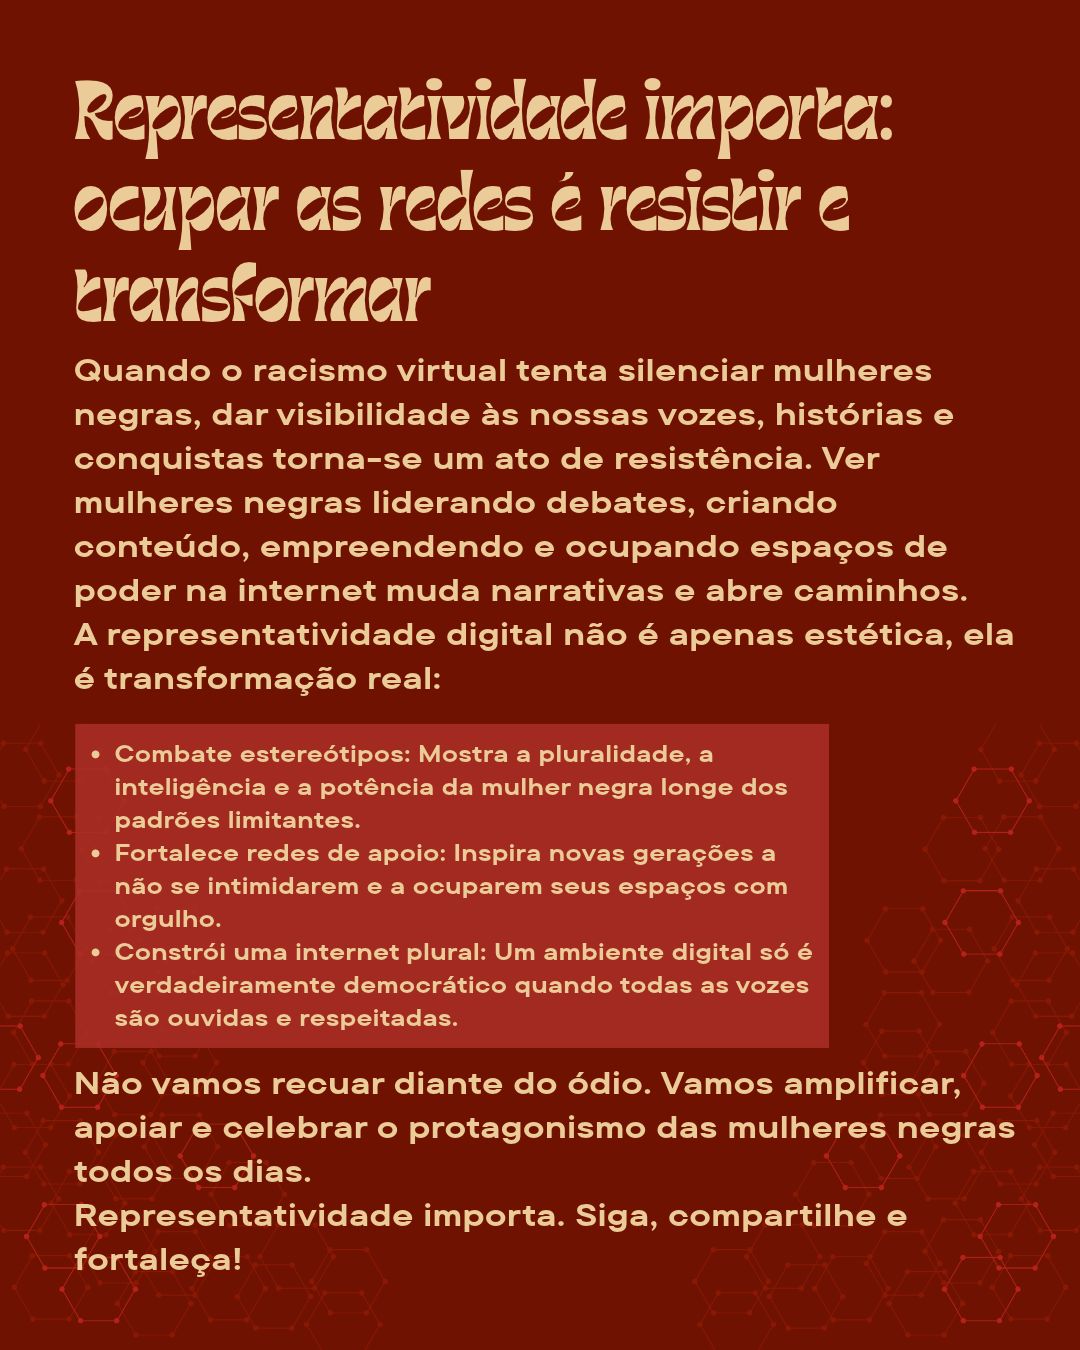 Representatividade importa:
ocupar as redes é resistir e
transformar
Quando o racismo virtual tenta silenciar mulheres
negras, dar visibilidade às nossas vozes, histórias e
conquistas torna-se um ato de resistência. Ver
mulheres negras liderando debates, criando
conteúdo, empreendendo e ocupando espaços de
poder na internet muda narrativas e abre caminhos.
A representatividade digital não é apenas estética, ela
é transformação real:
• Combate estereótipos: Mostra a pluralidade, a
inteligência e a potência da mulher negra longe dos
padrões limitantes.
• Fortalece redes de apoio: Inspira novas gerações a
não se intimidarem e a ocuparem seus espaços com
orgulho.
• Constrói uma internet plural: Um ambiente digital só é
verdadeiramente democrático quando todas as vozes
são ouvidas e respeitadas.
Não vamos recuar diante do ódio. Vamos amplificar,
apoiar e celebrar o protagonismo das mulheres negras
todos os dias.
Representatividade importa. Siga, compartilhe e
fortaleça!